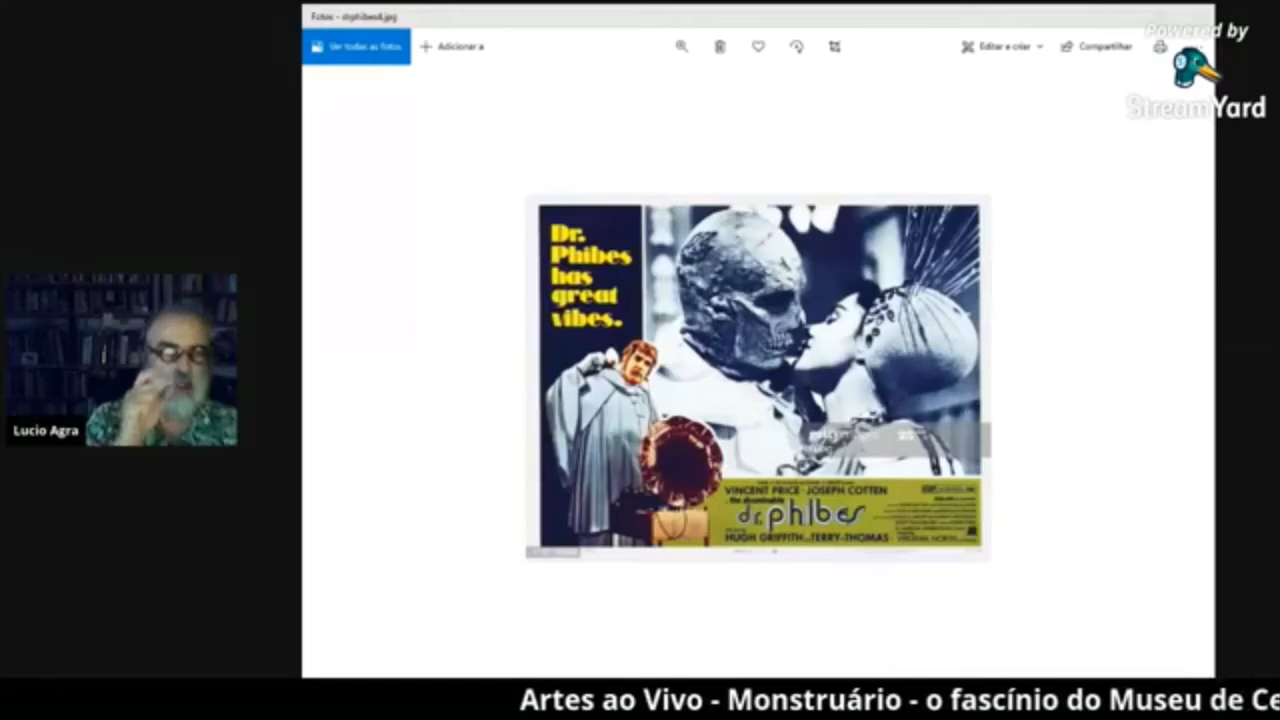 Fotos - drphibes4.jpg
Ver todas as fotos
Adicionar a
Editar e criar
Compartilhar
Powered by
StreamYard
Dr.
Phibes
has
great
vibes.
VINCENT PRICE · JOSEPH COTTEN
the abominable
dr. phibes
HUGH GRIFFITH
TERRY-THOMAS
VIRGINIA NORTH
Lucio Agra
Artes ao Vivo - Monstruário - o fascínio do Museu de Ce